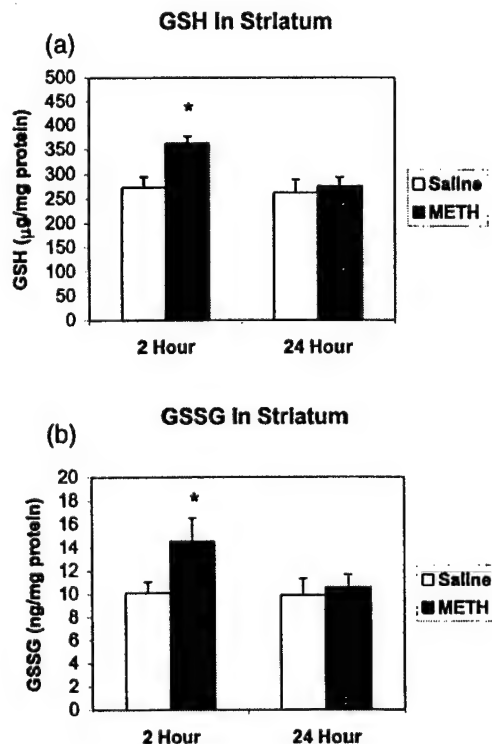 GSH in Striatum
(a)
500
450
400
350
300
250
200
150
100
50
0
GSH (µg/mg protein)
*
2 Hour
24 Hour
Saline
METH
GSSG in Striatum
(b)
20
18
16
14
12
10
8
6
4
2
0
GSSG (ng/mg protein)
*
2 Hour
24 Hour
Saline
METH